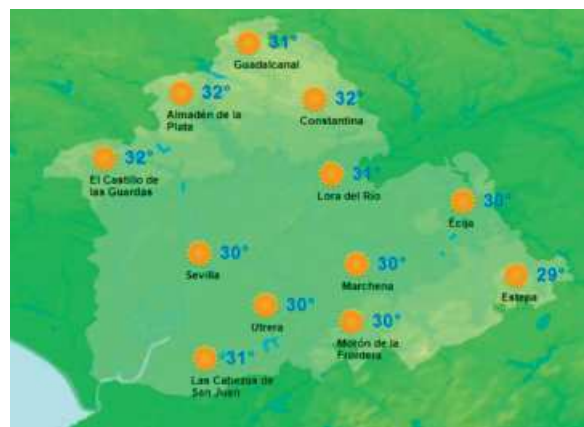 31°
Guadalcanal
32°
Almadén de la
Plata
32°
Constantina
32°
El Castillo de
las Guardas
31°
Lora del Río
30°
Écija
30°
Sevilla
30°
Marchena
29°
Estepa
30°
Utrera
30°
Morón de la
Frontera
31°
Las Cabezas de
San Juan